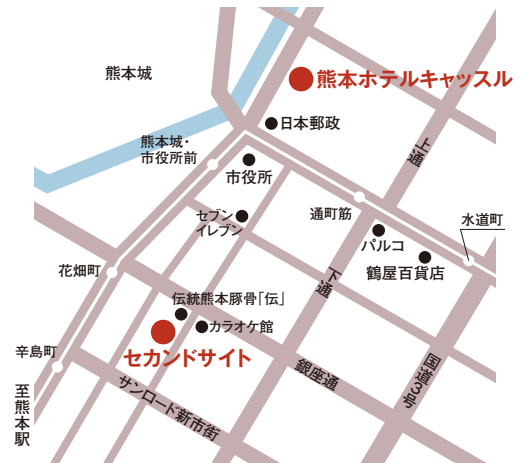 熊本城
熊本ホテルキャッスル
日本郵政
上通
熊本城・
市役所前
市役所
セブン
イレブン
通町筋
水道町
パルコ
鶴屋百貨店
花畑町
下通
伝統熊本豚骨「伝」
カラオケ館
セカンドサイト
辛島町
銀座通
国道3号
サンロード新市街
至熊本駅